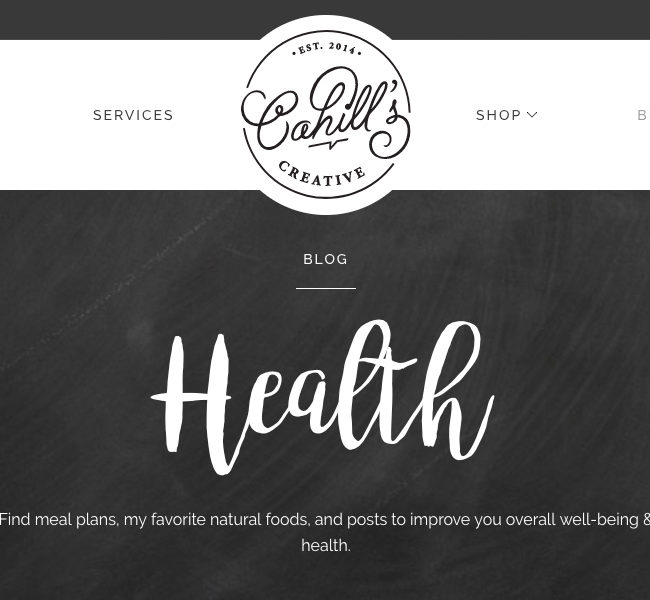 • EST. 2014 •
Cahill's
CREATIVE
SERVICES
SHOP
B
BLOG
Health
Find meal plans, my favorite natural foods, and posts to improve you overall well-being &
health.